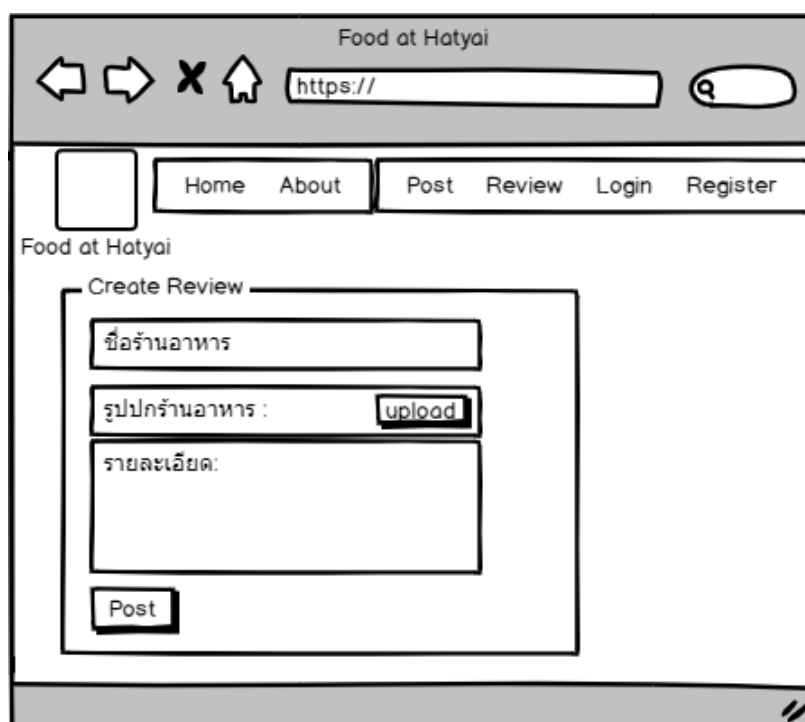 Food at Hatyai
https://
Home About Post Review Login Register
Food at Hatyai
Create Review
ชื่อร้านอาหาร
รูปปกร้านอาหาร : upload
รายละเอียด:
Post